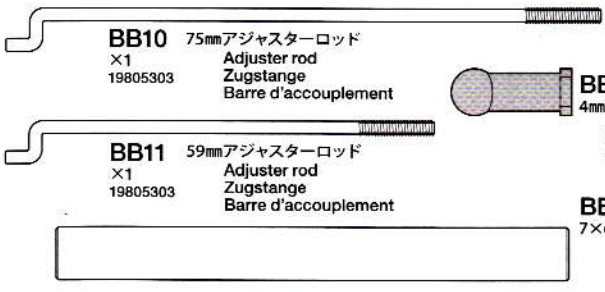 BB10 75mmアジャスターロッド
×1 Adjuster rod
19805303 Zugstange
Barre d'accouplement
4mm
BB11 59mmアジャスターロッド
×1 Adjuster rod
19805303 Zugstange
Barre d'accouplement